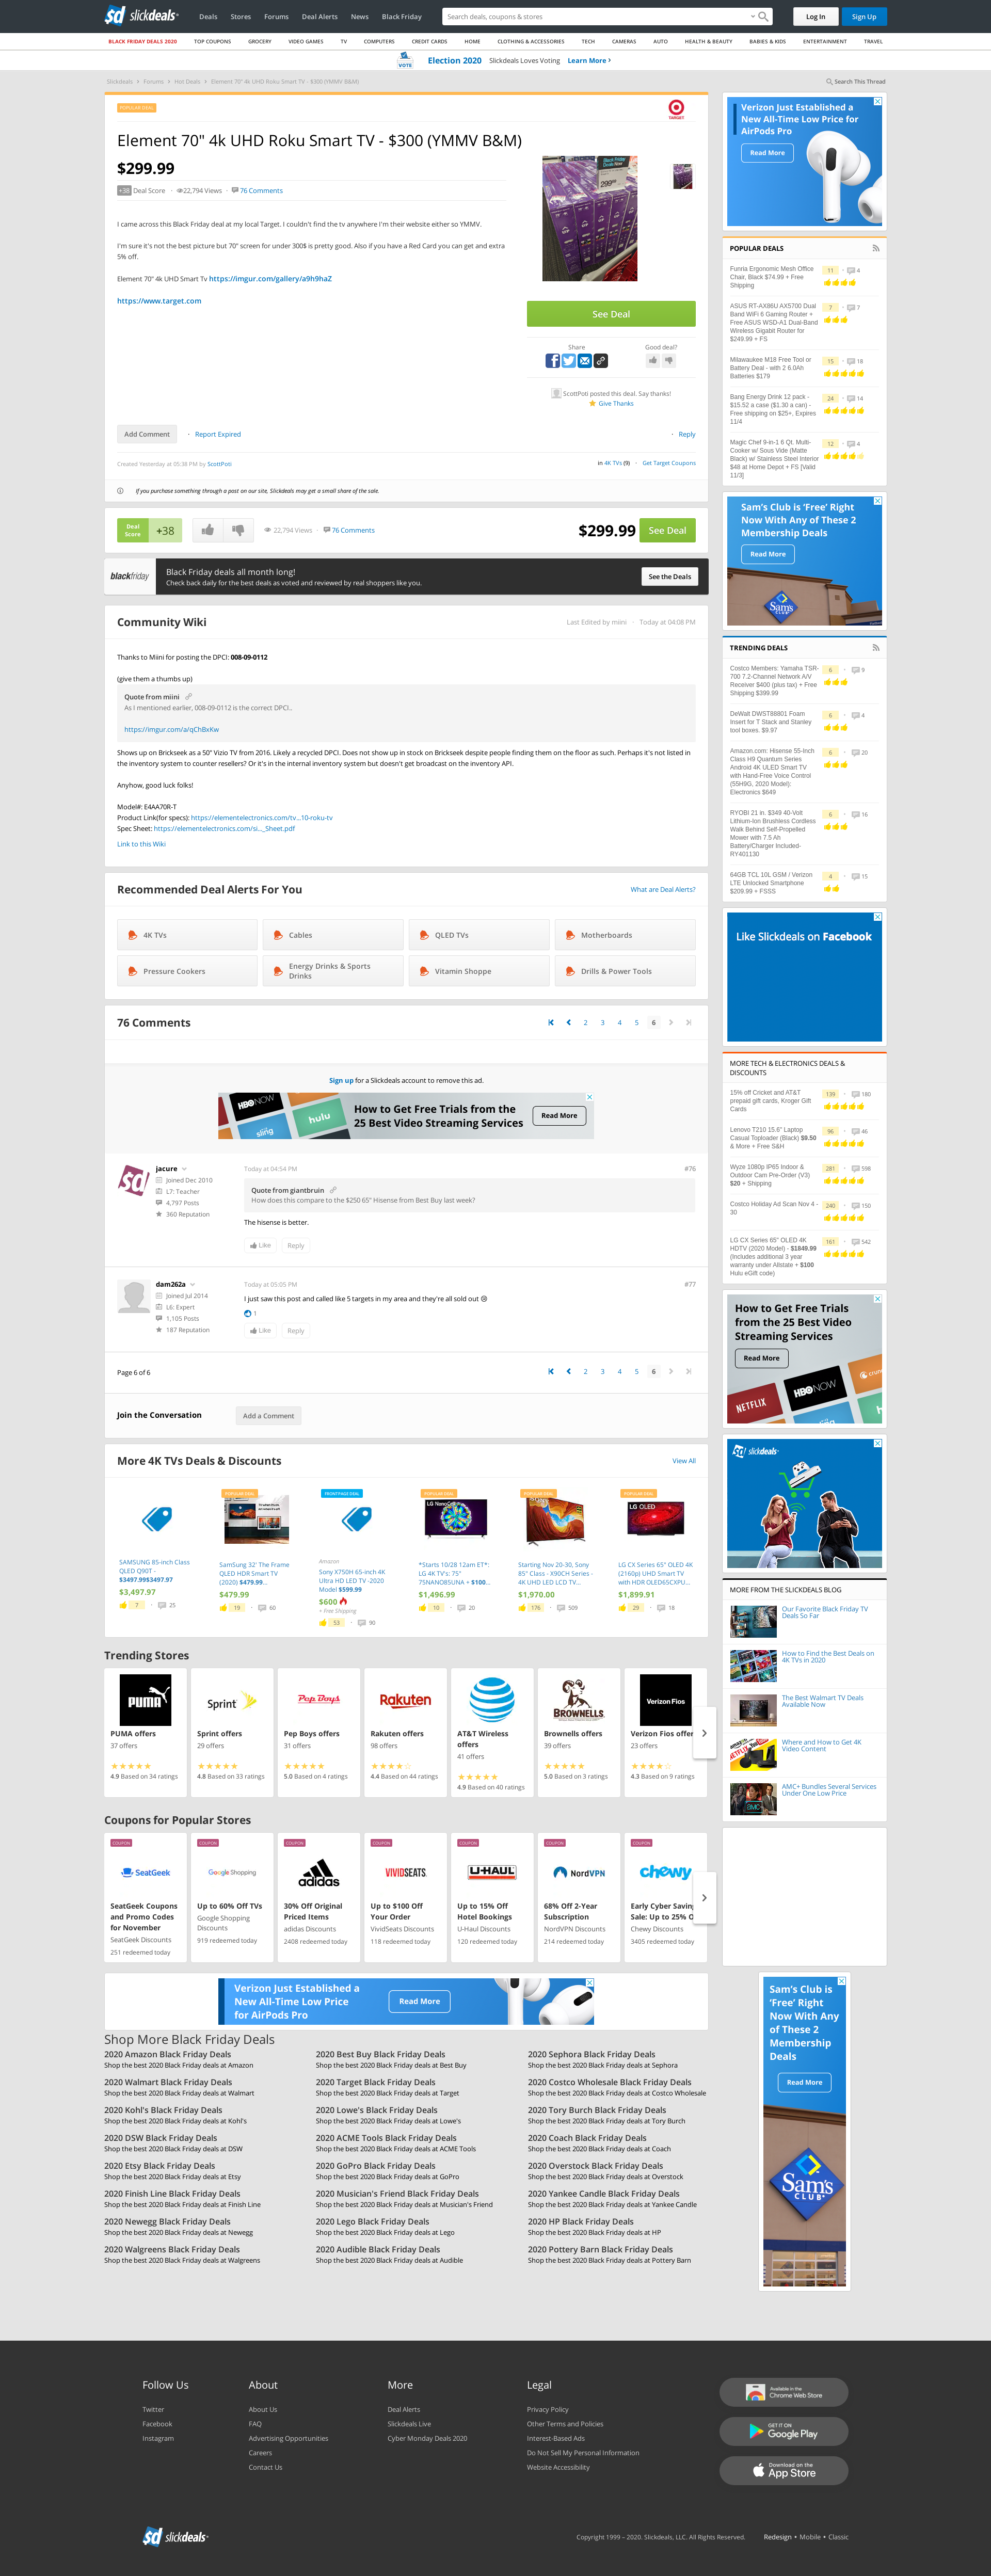 slickdeals
Deals Stores Forums Deal Alerts News Black Friday
Search deals, coupons & stores
Log In Sign Up
BLACK FRIDAY DEALS 2020 TOP COUPONS GROCERY VIDEO GAMES TV COMPUTERS CREDIT CARDS HOME CLOTHING & ACCESSORIES TECH CAMERAS AUTO HEALTH & BEAUTY BABIES & KIDS ENTERTAINMENT TRAVEL
VOTE Election 2020 Slickdeals Loves Voting Learn More ›
Slickdeals › Forums › Hot Deals › Element 70" 4k UHD Roku Smart TV - $300 (YMMV B&M)
Search This Thread
POPULAR DEAL
TARGET
Element 70" 4k UHD Roku Smart TV - $300 (YMMV B&M)
$299.99
+38 Deal Score · 22,794 Views · 76 Comments
I came across this Black Friday deal at my local Target. I couldn't find the tv anywhere I'm their website either so YMMV.
I'm sure it's not the best picture but 70" screen for under 300$ is pretty good. Also if you have a Red Card you can get and extra
5% off.
Element 70" 4k UHD Smart Tv https://imgur.com/gallery/a9h9haZ
https://www.target.com
See Deal
Share Good deal?
ScottPoti posted this deal. Say thanks!
Give Thanks
Add Comment · Report Expired
· Reply
Created Yesterday at 05:38 PM by ScottPoti
in 4K TVs (9) · Get Target Coupons
If you purchase something through a post on our site, Slickdeals may get a small share of the sale.
Deal
Score
+38
22,794 Views · 76 Comments
$299.99 See Deal
blackfriday
Black Friday deals all month long!
Check back daily for the best deals as voted and reviewed by real shoppers like you.
See the Deals
Community Wiki
Last Edited by miini · Today at 04:08 PM
Thanks to Miini for posting the DPCI: 008-09-0112
(give them a thumbs up)
Quote from miini
As I mentioned earlier, 008-09-0112 is the correct DPCI..
https://imgur.com/a/qChBxKw
Shows up on Brickseek as a 50" Vizio TV from 2016. Likely a recycled DPCI. Does not show up in stock on Brickseek despite people finding them on the floor as such. Perhaps it's not listed in
the inventory system to counter resellers? Or it's in the internal inventory system but doesn't get broadcast on the inventory API.
Anyhow, good luck folks!
Model#: E4AA70R-T
Product Link(for specs): https://elementelectronics.com/tv...10-roku-tv
Spec Sheet: https://elementelectronics.com/si..._Sheet.pdf
Link to this Wiki
Recommended Deal Alerts For You
What are Deal Alerts?
4K TVs
Cables
QLED TVs
Motherboards
Pressure Cookers
Energy Drinks & Sports
Drinks
Vitamin Shoppe
Drills & Power Tools
76 Comments
2 3 4 5 6
Sign up for a Slickdeals account to remove this ad.
HBO NOW
hulu
sling
How to Get Free Trials from the
25 Best Video Streaming Services
Read More
jacure
Joined Dec 2010
L7: Teacher
4,797 Posts
360 Reputation
Today at 04:54 PM
#76
Quote from giantbruin
How does this compare to the $250 65" Hisense from Best Buy last week?
The hisense is better.
Like Reply
dam262a
Joined Jul 2014
L6: Expert
1,105 Posts
187 Reputation
Today at 05:05 PM
#77
I just saw this post and called like 5 targets in my area and they're all sold out
1
Like Reply
Page 6 of 6
2 3 4 5 6
Join the Conversation
Add a Comment
More 4K TVs Deals & Discounts
View All
SAMSUNG 85-inch Class
QLED Q90T -
$3497.99$3497.97
$3,497.97
7 · 25
POPULAR DEAL
SamSung 32' The Frame
QLED HDR Smart TV
(2020) $479.99...
$479.99
19 · 60
FRONTPAGE DEAL
Amazon
Sony X750H 65-inch 4K
Ultra HD LED TV -2020
Model $599.99
$600
+ Free Shipping
53 · 90
POPULAR DEAL
LG NanoCell
*Starts 10/28 12am ET*:
LG 4K TV's: 75"
75NANO85UNA + $100...
$1,496.99
10 · 20
POPULAR DEAL
Starting Nov 20-30, Sony
85" Class - X90CH Series -
4K UHD LED LCD TV...
$1,970.00
176 · 509
POPULAR DEAL
LG OLED
LG CX Series 65" OLED 4K
(2160p) UHD Smart TV
with HDR OLED65CXPU...
$1,899.91
29 · 18
Trending Stores
PUMA
PUMA offers
37 offers
4.9 Based on 34 ratings
Sprint
Sprint offers
29 offers
4.8 Based on 33 ratings
Pep Boys
Pep Boys offers
31 offers
5.0 Based on 4 ratings
Rakuten
Rakuten offers
98 offers
4.4 Based on 44 ratings
AT&T Wireless
offers
41 offers
4.9 Based on 40 ratings
BROWNELLS
Brownells offers
39 offers
5.0 Based on 3 ratings
Verizon Fios
Verizon Fios offer
23 offers
4.3 Based on 9 ratings
Coupons for Popular Stores
COUPON
SeatGeek
SeatGeek Coupons
and Promo Codes
for November
SeatGeek Discounts
251 redeemed today
COUPON
Google Shopping
Up to 60% Off TVs
Google Shopping
Discounts
919 redeemed today
COUPON
adidas
30% Off Original
Priced Items
adidas Discounts
2408 redeemed today
COUPON
VIVIDSEATS
Up to $100 Off
Your Order
VividSeats Discounts
118 redeemed today
COUPON
U-HAUL
Up to 15% Off
Hotel Bookings
U-Haul Discounts
120 redeemed today
COUPON
NordVPN
68% Off 2-Year
Subscription
NordVPN Discounts
214 redeemed today
COUPON
chewy
Early Cyber Saving
Sale: Up to 25% O
Chewy Discounts
3405 redeemed today
Verizon Just Established a
New All-Time Low Price
for AirPods Pro
Read More
Shop More Black Friday Deals
2020 Amazon Black Friday Deals
Shop the best 2020 Black Friday deals at Amazon
2020 Best Buy Black Friday Deals
Shop the best 2020 Black Friday deals at Best Buy
2020 Sephora Black Friday Deals
Shop the best 2020 Black Friday deals at Sephora
2020 Walmart Black Friday Deals
Shop the best 2020 Black Friday deals at Walmart
2020 Target Black Friday Deals
Shop the best 2020 Black Friday deals at Target
2020 Costco Wholesale Black Friday Deals
Shop the best 2020 Black Friday deals at Costco Wholesale
2020 Kohl's Black Friday Deals
Shop the best 2020 Black Friday deals at Kohl's
2020 Lowe's Black Friday Deals
Shop the best 2020 Black Friday deals at Lowe's
2020 Tory Burch Black Friday Deals
Shop the best 2020 Black Friday deals at Tory Burch
2020 DSW Black Friday Deals
Shop the best 2020 Black Friday deals at DSW
2020 ACME Tools Black Friday Deals
Shop the best 2020 Black Friday deals at ACME Tools
2020 Coach Black Friday Deals
Shop the best 2020 Black Friday deals at Coach
2020 Etsy Black Friday Deals
Shop the best 2020 Black Friday deals at Etsy
2020 GoPro Black Friday Deals
Shop the best 2020 Black Friday deals at GoPro
2020 Overstock Black Friday Deals
Shop the best 2020 Black Friday deals at Overstock
2020 Finish Line Black Friday Deals
Shop the best 2020 Black Friday deals at Finish Line
2020 Musician's Friend Black Friday Deals
Shop the best 2020 Black Friday deals at Musician's Friend
2020 Yankee Candle Black Friday Deals
Shop the best 2020 Black Friday deals at Yankee Candle
2020 Newegg Black Friday Deals
Shop the best 2020 Black Friday deals at Newegg
2020 Lego Black Friday Deals
Shop the best 2020 Black Friday deals at Lego
2020 HP Black Friday Deals
Shop the best 2020 Black Friday deals at HP
2020 Walgreens Black Friday Deals
Shop the best 2020 Black Friday deals at Walgreens
2020 Audible Black Friday Deals
Shop the best 2020 Black Friday deals at Audible
2020 Pottery Barn Black Friday Deals
Shop the best 2020 Black Friday deals at Pottery Barn
Verizon Just Established a
New All-Time Low Price for
AirPods Pro
Read More
POPULAR DEALS
Funria Ergonomic Mesh Office
Chair, Black $74.99 + Free
Shipping
11 · 4
ASUS RT-AX86U AX5700 Dual
Band WiFi 6 Gaming Router +
Free ASUS WSD-A1 Dual-Band
Wireless Gigabit Router for
$249.99 + FS
7 · 7
Milawaukee M18 Free Tool or
Battery Deal - with 2 6.0Ah
Batteries $179
15 · 18
Bang Energy Drink 12 pack -
$15.52 a case ($1.30 a can) -
Free shipping on $25+, Expires
11/4
24 · 14
Magic Chef 9-in-1 6 Qt. Multi-
Cooker w/ Sous Vide (Matte
Black) w/ Stainless Steel Interior
$48 at Home Depot + FS [Valid
11/3]
12 · 4
Sam's Club is 'Free' Right
Now With Any of These 2
Membership Deals
Read More
Sam's
CLUB
TRENDING DEALS
Costco Members: Yamaha TSR-
700 7.2-Channel Network A/V
Receiver $400 (plus tax) + Free
Shipping $399.99
6 · 9
DeWalt DWST88801 Foam
Insert for T Stack and Stanley
tool boxes. $9.97
6 · 4
Amazon.com: Hisense 55-Inch
Class H9 Quantum Series
Android 4K ULED Smart TV
with Hand-Free Voice Control
(55H9G, 2020 Model):
Electronics $649
6 · 20
RYOBI 21 in. $349 40-Volt
Lithium-Ion Brushless Cordless
Walk Behind Self-Propelled
Mower with 7.5 Ah
Battery/Charger Included-
RY401130
6 · 16
64GB TCL 10L GSM / Verizon
LTE Unlocked Smartphone
$209.99 + FSSS
4 · 15
Like Slickdeals on Facebook
MORE TECH & ELECTRONICS DEALS &
DISCOUNTS
15% off Cricket and AT&T
prepaid gift cards, Kroger Gift
Cards
139 · 180
Lenovo T210 15.6" Laptop
Casual Toploader (Black) $9.50
& More + Free S&H
96 · 46
Wyze 1080p IP65 Indoor &
Outdoor Cam Pre-Order (V3)
$20 + Shipping
281 · 598
Costco Holiday Ad Scan Nov 4 -
30
240 · 150
LG CX Series 65" OLED 4K
HDTV (2020 Model) - $1849.99
(Includes additional 3 year
warranty under Allstate + $100
Hulu eGift code)
161 · 542
How to Get Free Trials
from the 25 Best Video
Streaming Services
Read More
NETFLIX
HBO NOW
hulu
slickdeals
MORE FROM THE SLICKDEALS BLOG
Our Favorite Black Friday TV
Deals So Far
How to Find the Best Deals on
4K TVs in 2020
The Best Walmart TV Deals
Available Now
Where and How to Get 4K
Video Content
AMC+ Bundles Several Services
Under One Low Price
Sam's Club is
'Free' Right
Now With Any
of These 2
Membership
Deals
Read More
Sam's
CLUB
Follow Us
Twitter
Facebook
Instagram
About
About Us
FAQ
Advertising Opportunities
Careers
Contact Us
More
Deal Alerts
Slickdeals Live
Cyber Monday Deals 2020
Legal
Privacy Policy
Other Terms and Policies
Interest-Based Ads
Do Not Sell My Personal Information
Website Accessibility
Available in the
Chrome Web Store
GET IT ON
Google Play
Download on the
App Store
slickdeals
Copyright 1999 – 2020. Slickdeals, LLC. All Rights Reserved.
Redesign • Mobile • Classic